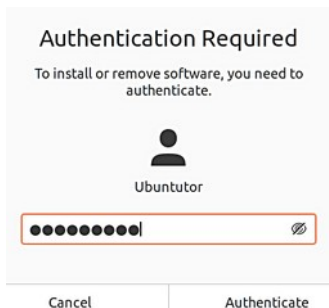 Authentication Required
To install or remove software, you need to
authenticate.
Ubuntutor
●●●●●●●●●
Cancel
Authenticate